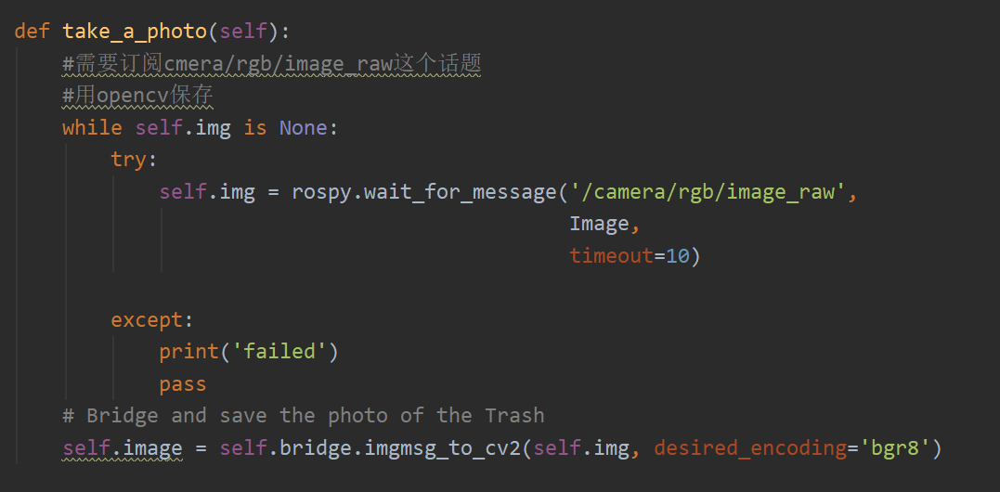 def take_a_photo(self):
    #需要订阅cmera/rgb/image_raw这个话题
    #用opencv保存
    while self.img is None:
        try:
            self.img = rospy.wait_for_message('/camera/rgb/image_raw',
                                              Image,
                                              timeout=10)
        except:
            print('failed')
            pass
    # Bridge and save the photo of the Trash
    self.image = self.bridge.imgmsg_to_cv2(self.img, desired_encoding='bgr8')